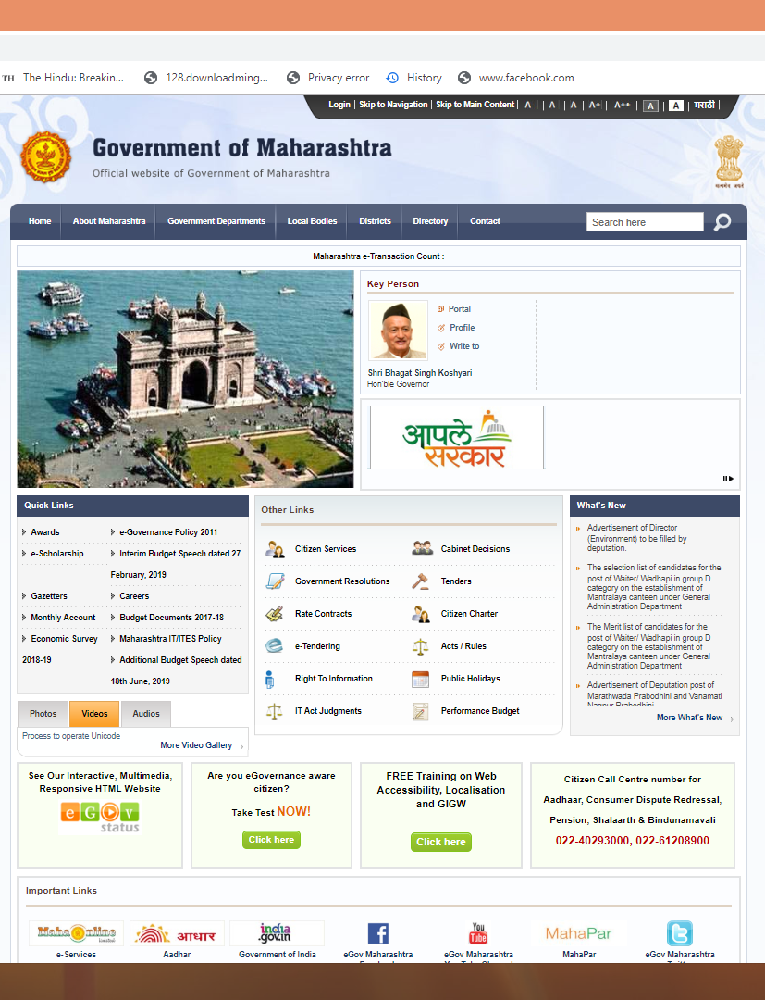 TH The Hindu: Breakin... 128.downloadming... Privacy error History www.facebook.com
Login | Skip to Navigation | Skip to Main Content | A-- | A- | A | A+ | A++ | A | A | मराठी |
Government of Maharashtra
Official website of Government of Maharashtra
सत्यमेव जयते
Home About Maharashtra Government Departments Local Bodies Districts Directory Contact Search here
Maharashtra e-Transaction Count :
Key Person
Portal
Profile
Write to
Shri Bhagat Singh Koshyari
Hon'ble Governor
आपले
सरकार
Quick Links
Awards
e-Governance Policy 2011
e-Scholarship
Interim Budget Speech dated 27
February, 2019
Gazetters
Careers
Monthly Account
Budget Documents 2017-18
Economic Survey
2018-19
Maharashtra IT/ITES Policy
Additional Budget Speech dated
18th June, 2019
Photos Videos Audios
Process to operate Unicode
More Video Gallery
Other Links
Citizen Services
Cabinet Decisions
Government Resolutions
Tenders
Rate Contracts
Citizen Charter
e-Tendering
Acts / Rules
Right To Information
Public Holidays
IT Act Judgments
Performance Budget
What's New
Advertisement of Director
(Environment) to be filled by
deputation.
The selection list of candidates for the
post of Waiter/ Wadhapi in group D
category on the establishment of
Mantralaya canteen under General
Administration Department
The Merit list of candidates for the
post of Waiter/ Wadhapi in group D
category on the establishment of
Mantralaya canteen under General
Administration Department
Advertisement of Deputation post of
Marathwada Prabodhini and Vanamati
Nagpur Prabodhini
More What's New
See Our Interactive, Multimedia,
Responsive HTML Website
eGov
status
Are you eGovernance aware
citizen?
Take Test NOW!
Click here
FREE Training on Web
Accessibility, Localisation
and GIGW
Click here
Citizen Call Centre number for
Aadhaar, Consumer Dispute Redressal,
Pension, Shalaarth & Bindunamavali
022-40293000, 022-61208900
Important Links
MahaOnline
Limited
e-Services
आधार
Aadhar
india
.gov.in
Government of India
f
eGov Maharashtra
Facebook
You
Tube
eGov Maharashtra
You Tube Channel
MahaPar
MahaPar
t
eGov Maharashtra
Twitter